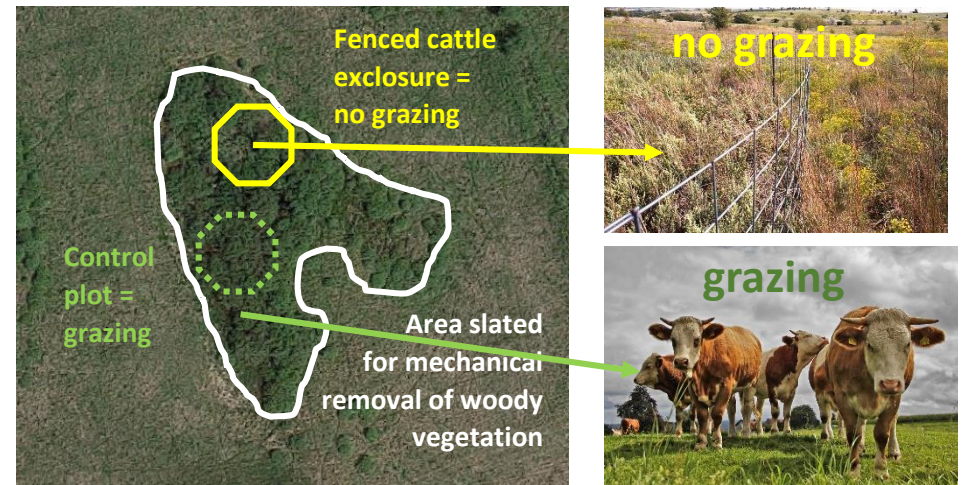 Fenced cattle
exclosure =
no grazing
Control
plot =
grazing
Area slated
for mechanical
removal of woody
vegetation
no grazing
grazing